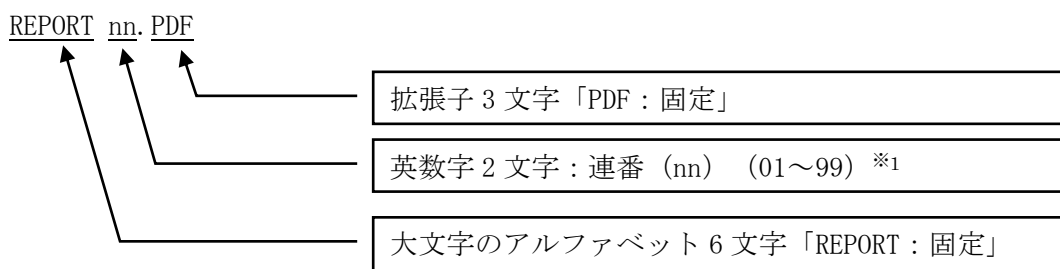 REPORT nn.PDF
拡張子 3 文字「PDF：固定」
英数字 2 文字：連番（nn）（01～99）※1
大文字のアルファベット 6 文字「REPORT：固定」